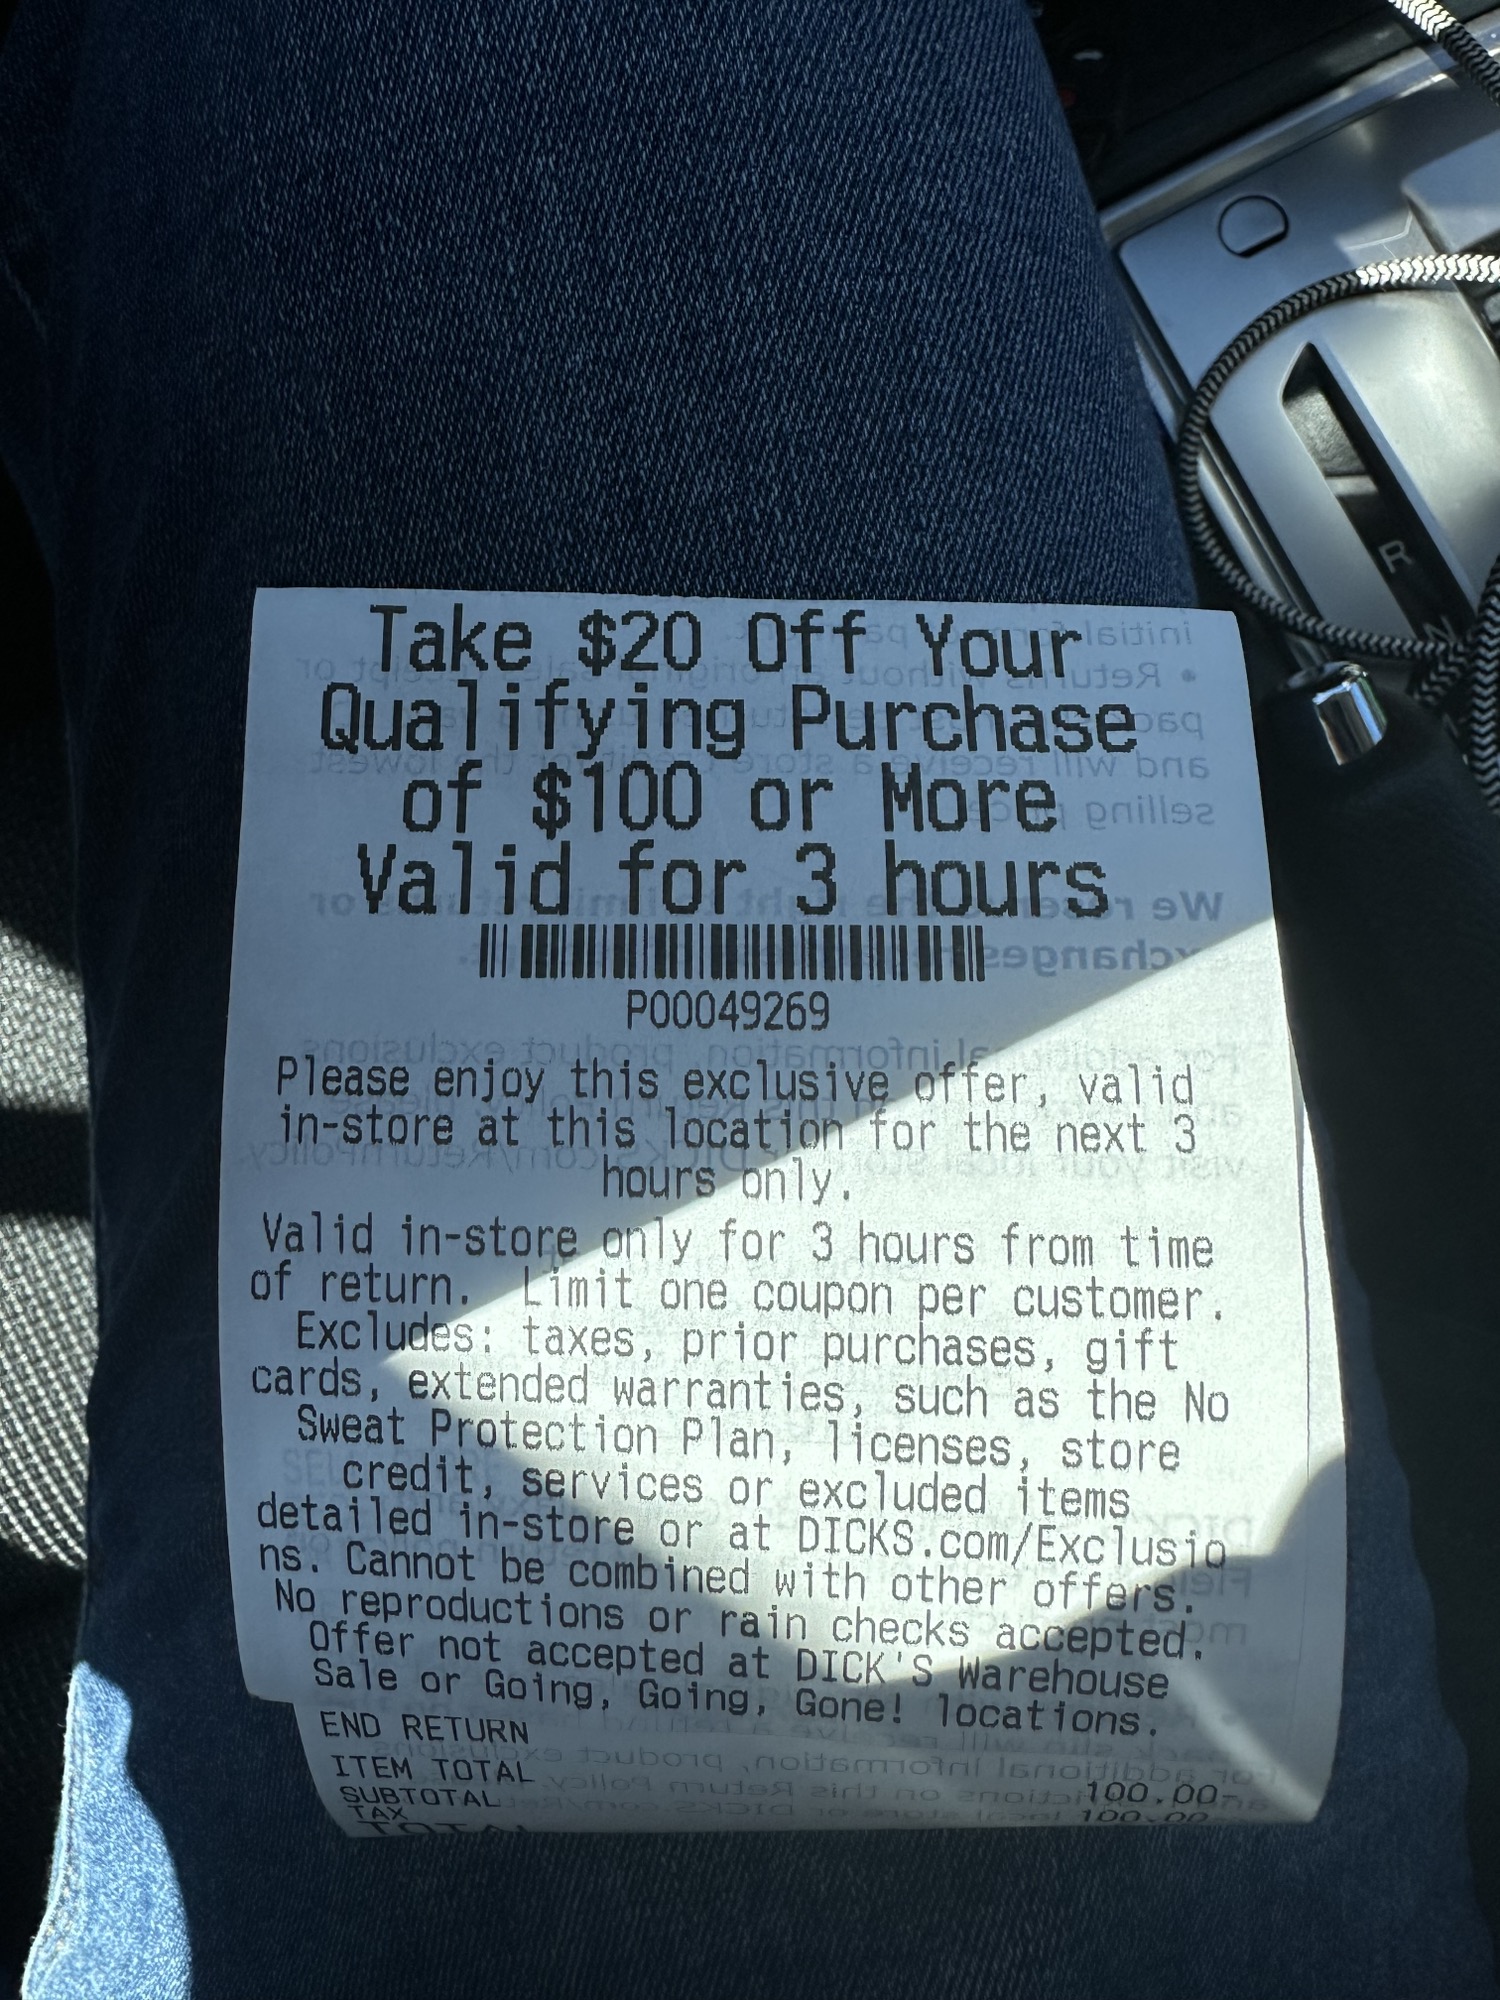 Take $20 Off Your
Qualifying Purchase
of $100 or More
Valid for 3 hours
P00049269
Please enjoy this exclusive offer, valid
in-store at this location for the next 3
hours only.
Valid in-store only for 3 hours from time
of return. Limit one coupon per customer.
Excludes: taxes, prior purchases, gift
cards, extended warranties, such as the No
Sweat Protection Plan, licenses, store
credit, services or excluded items
detailed in-store or at DICKS.com/Exclusio
ns. Cannot be combined with other offers.
No reproductions or rain checks accepted.
Offer not accepted at DICK'S Warehouse
Sale or Going, Going, Gone! locations.
END RETURN
ITEM TOTAL 100.00-
SUBTOTAL 100.00-
TAX
TOTAL
R
N